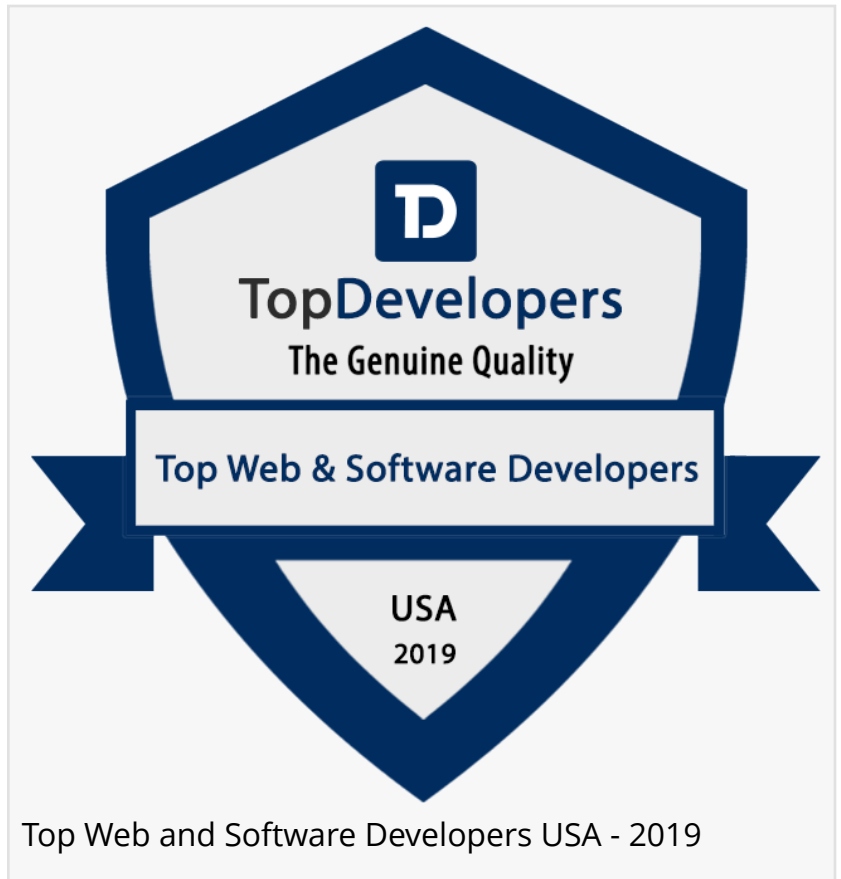 TD
TopDevelopers
The Genuine Quality
Top Web & Software Developers
USA
2019
Top Web and Software Developers USA - 2019